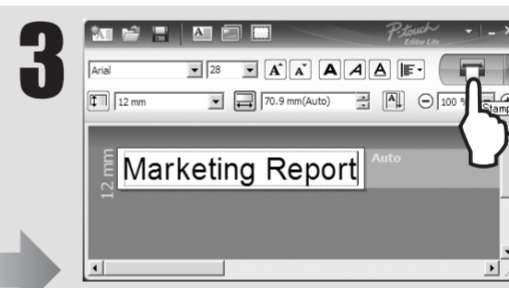 3
P-touch
Editor Lite
Arial 28 A A A A A
12 mm 70.9 mm(Auto) A 100 % Stamp
12 mm Marketing Report Auto